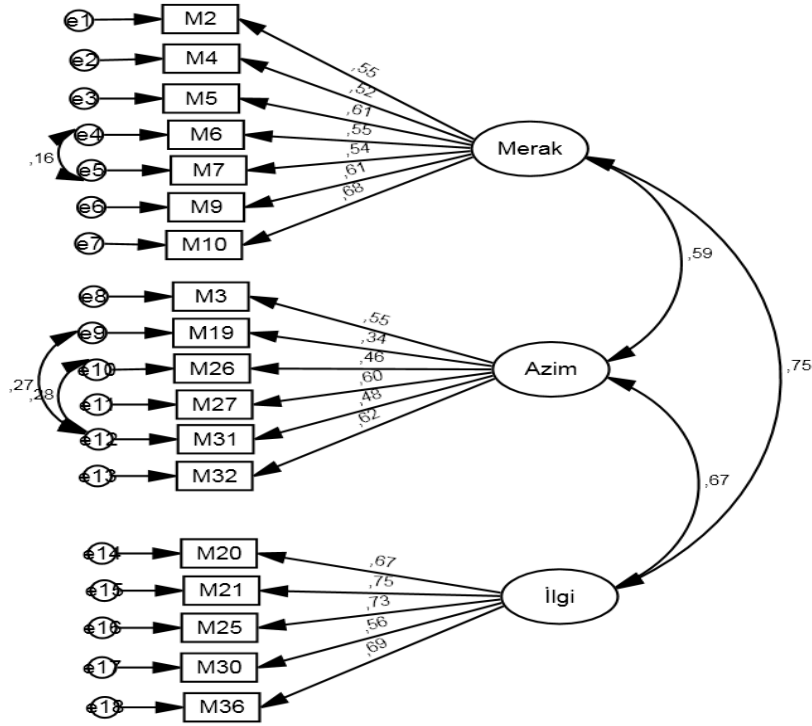 e1 M2
e2 M4
,55
e3 M5
,52
,61
e4 M6
,55
Merak
,16
e5 M7
,54
e6 M9
,61
,68
e7 M10
,59
e8 M3
,55
e9 M19
,34
,75
e10 M26
,46
Azim
,27
,28
e11 M27
,60
,48
e12 M31
,62
e13 M32
,67
e14 M20
,67
e15 M21
,75
,73
İlgi
e16 M25
,56
e17 M30
,69
e18 M36